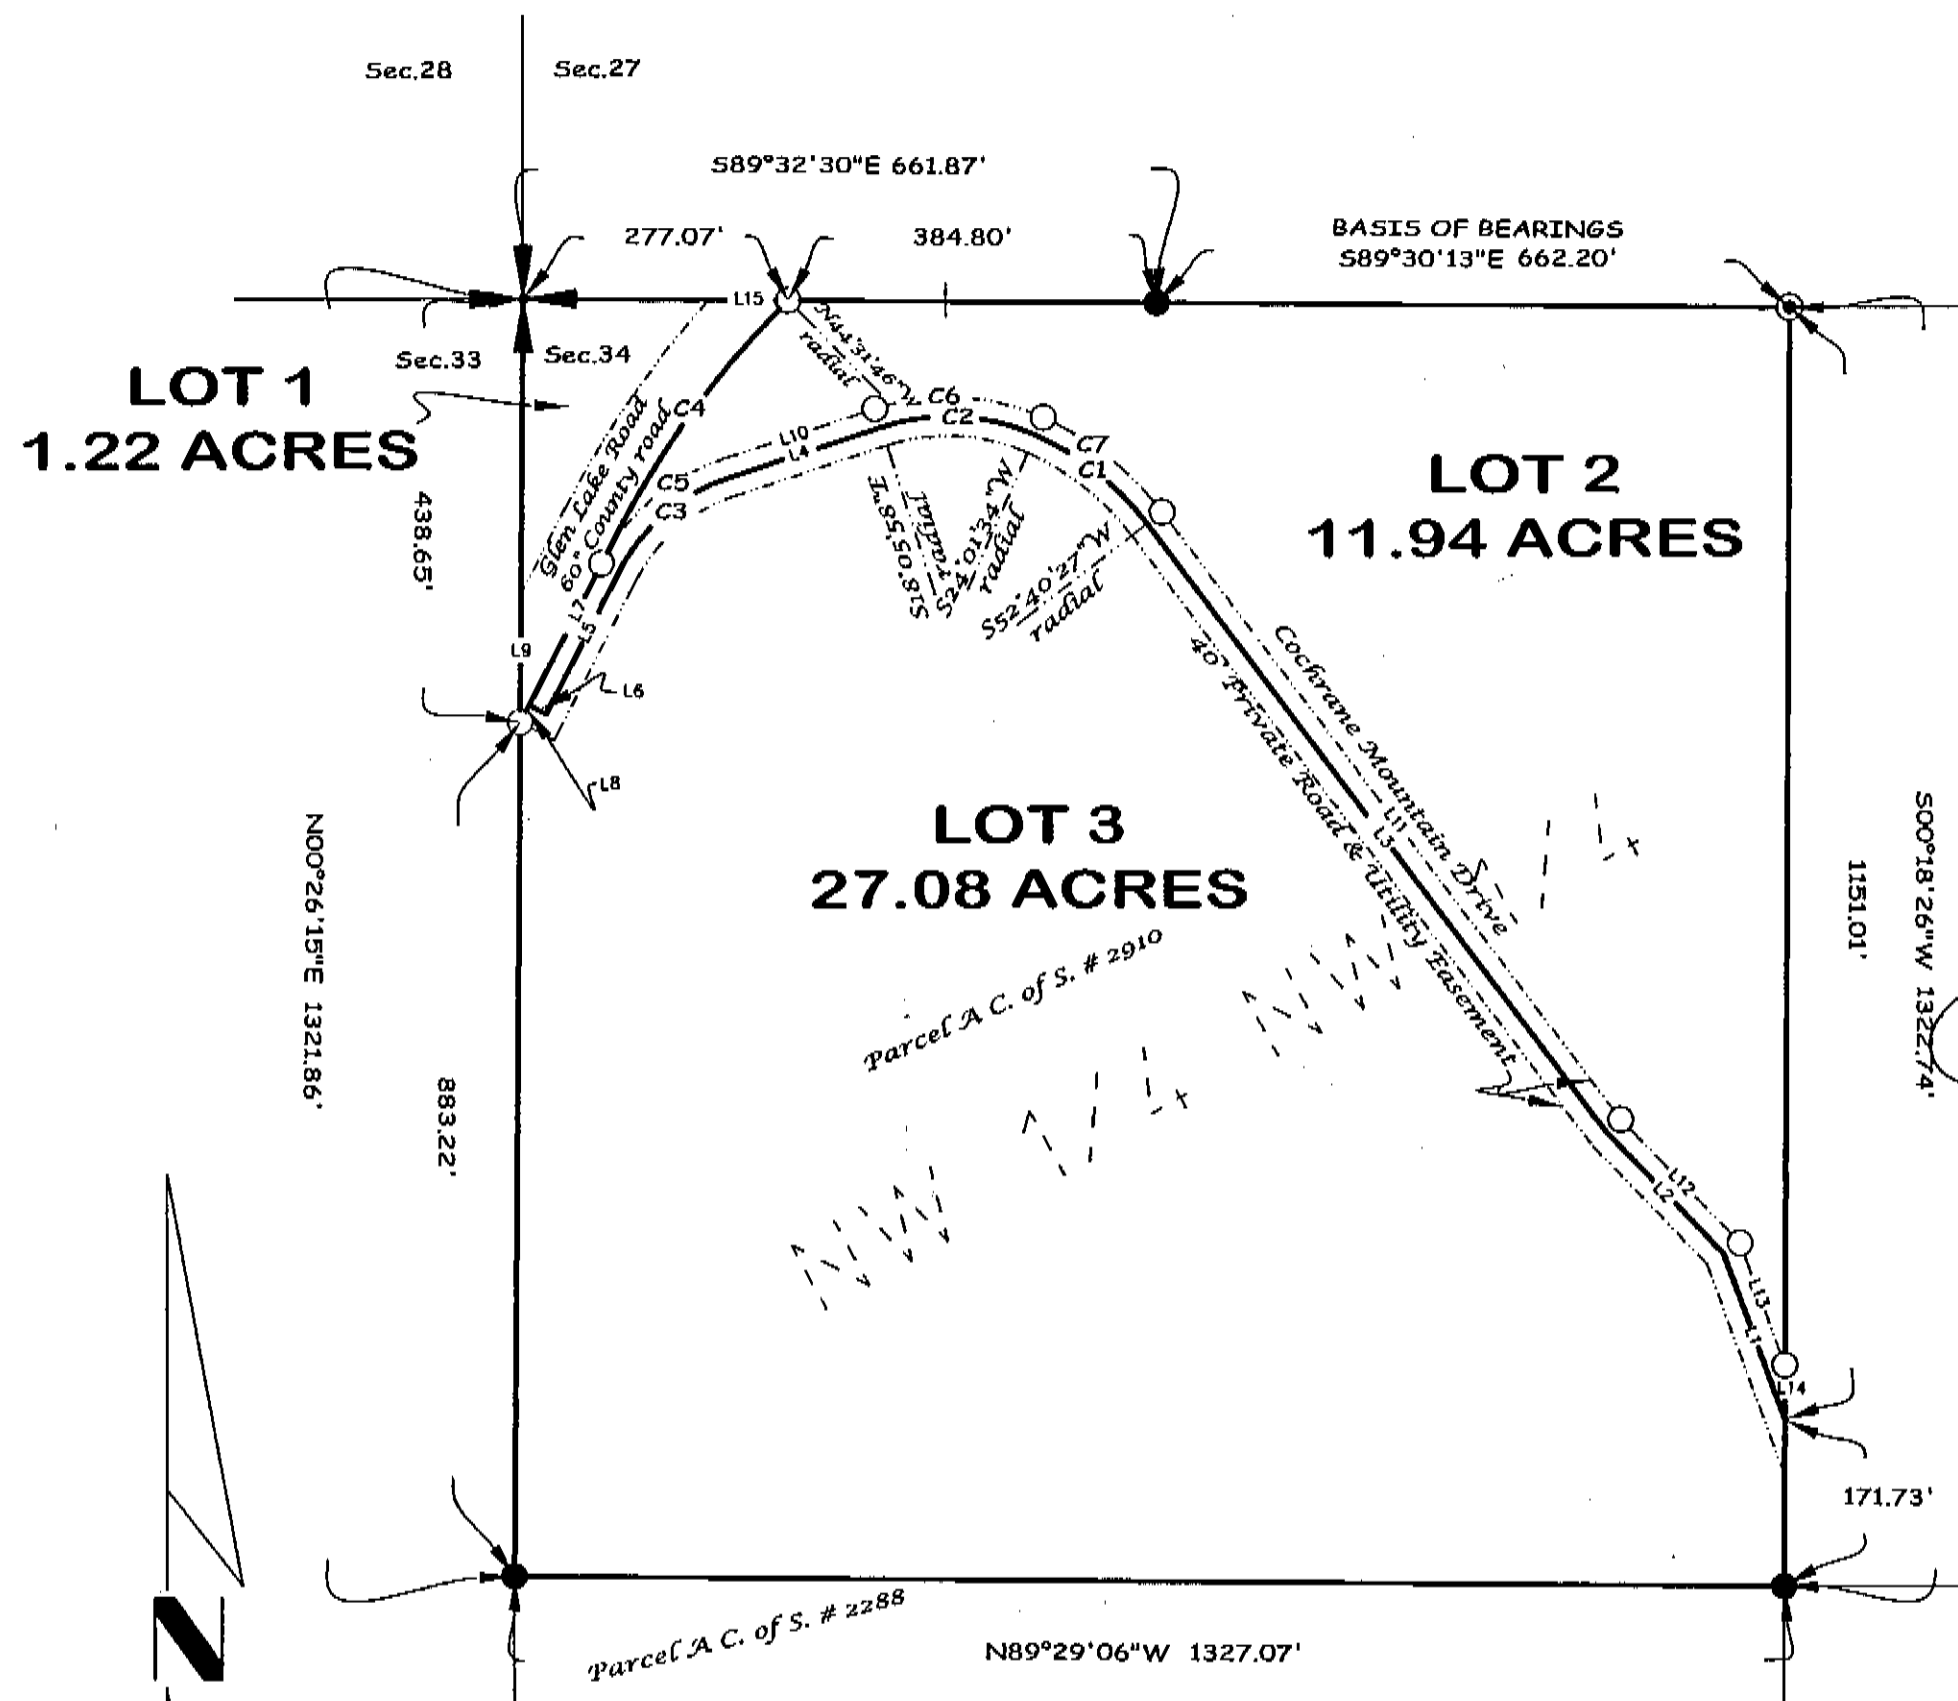 Sec.28
Sec.27
S89°32'30"E 661.87'
277.07'
384.80'
BASIS OF BEARINGS
S89°30'13"E 662.20'
L15
N44°31'46"W
radial
Sec.33
Sec.34
LOT 1
1.22 ACRES
Glen Lake Road
60" County road
C4
C6
C2
C7
C1
L10
L4
C5
C3
438.65'
S18°05'58"E
radial
S24°01'34"W
radial
S52°40'27"W
radial
LOT 2
11.94 ACRES
L7
L5
L9
L6
L8
Cochrane Mountain Drive
40' Private Road & Utility Easement
L11
L3
LOT 3
27.08 ACRES
Parcel A C. of S. # 2910
N00°26'15"E 1321.86'
883.22'
1151.01'
S00°18'26"W 1322.74'
L12
L2
L13
L1
L14
171.73'
N
Parcel A C. of S. # 2288
N89°29'06"W 1327.07'